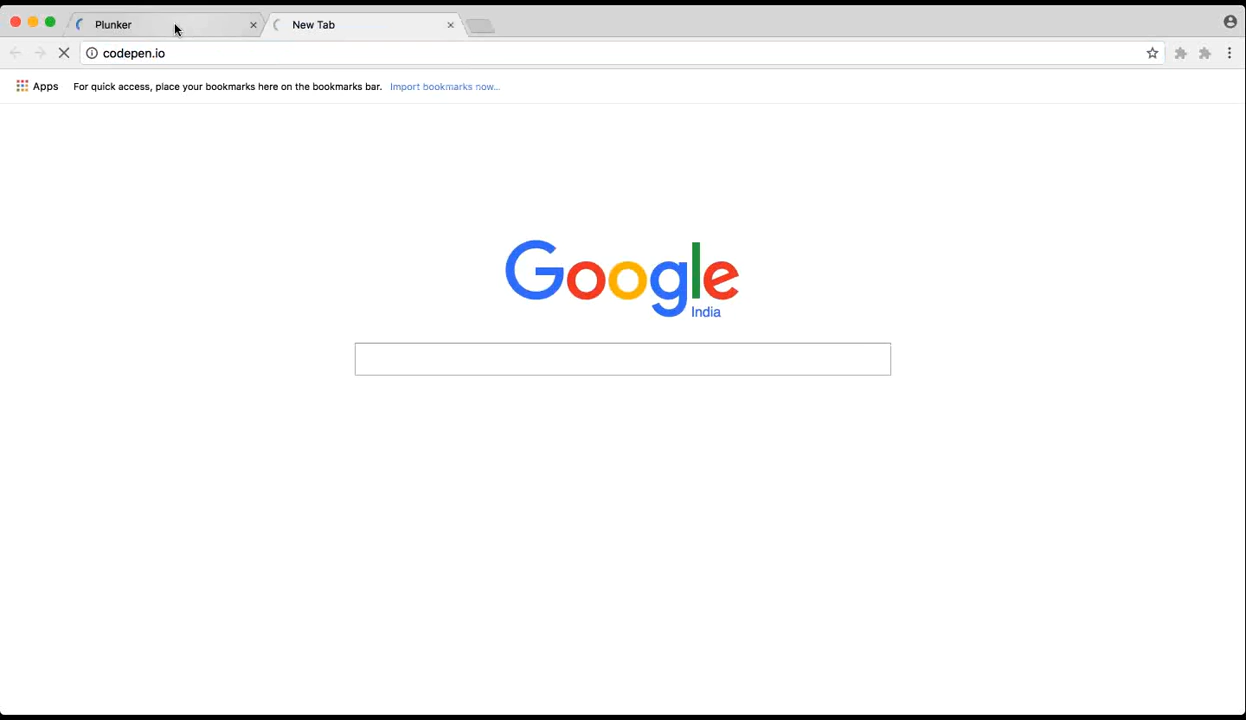 Plunker
New Tab
codepen.io
Apps
For quick access, place your bookmarks here on the bookmarks bar.
Import bookmarks now...
Google
India